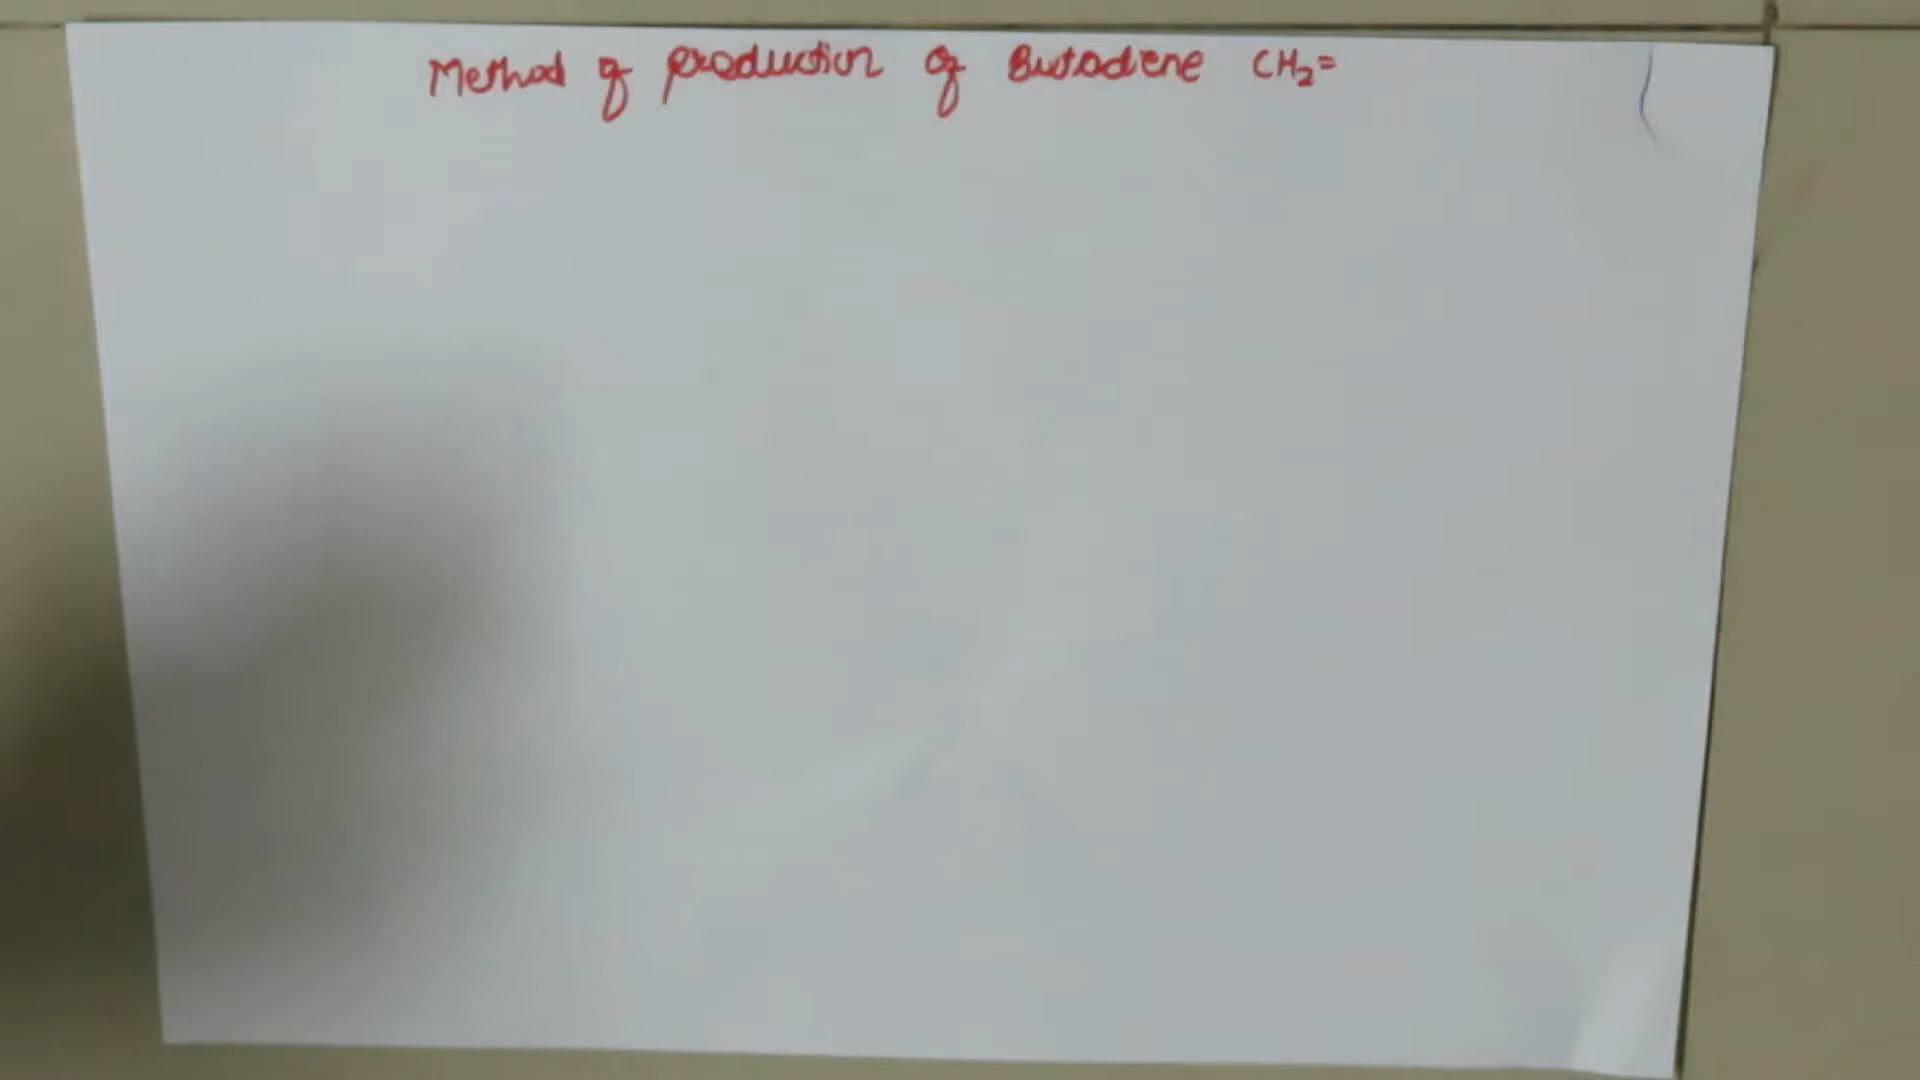 Method of production of Butadiene CH₂=